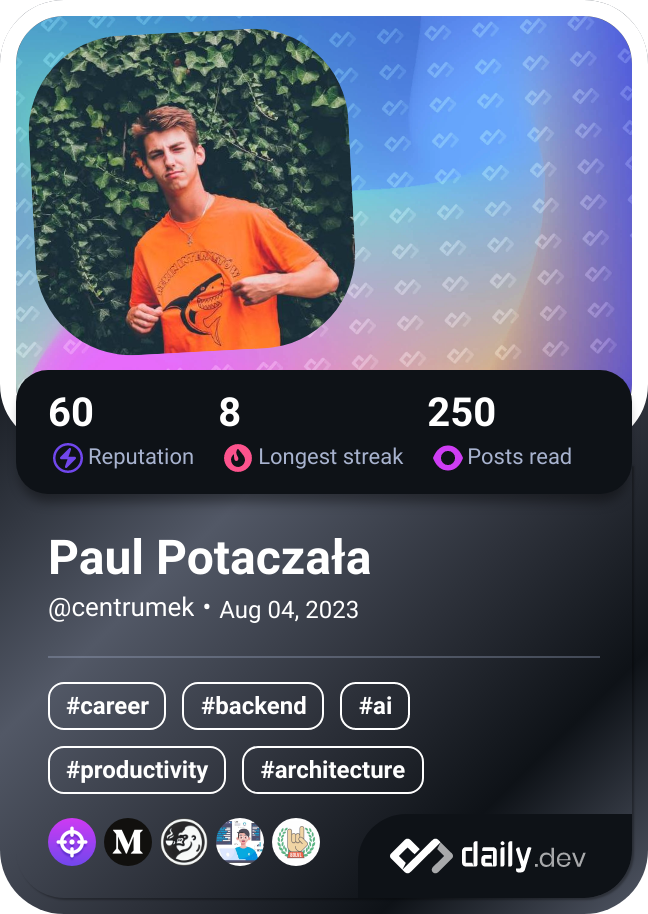 60 8 250
Reputation Longest streak Posts read
Paul Potaczała
@centrumek • Aug 04, 2023
#career #backend #ai
#productivity #architecture
M
daily.dev